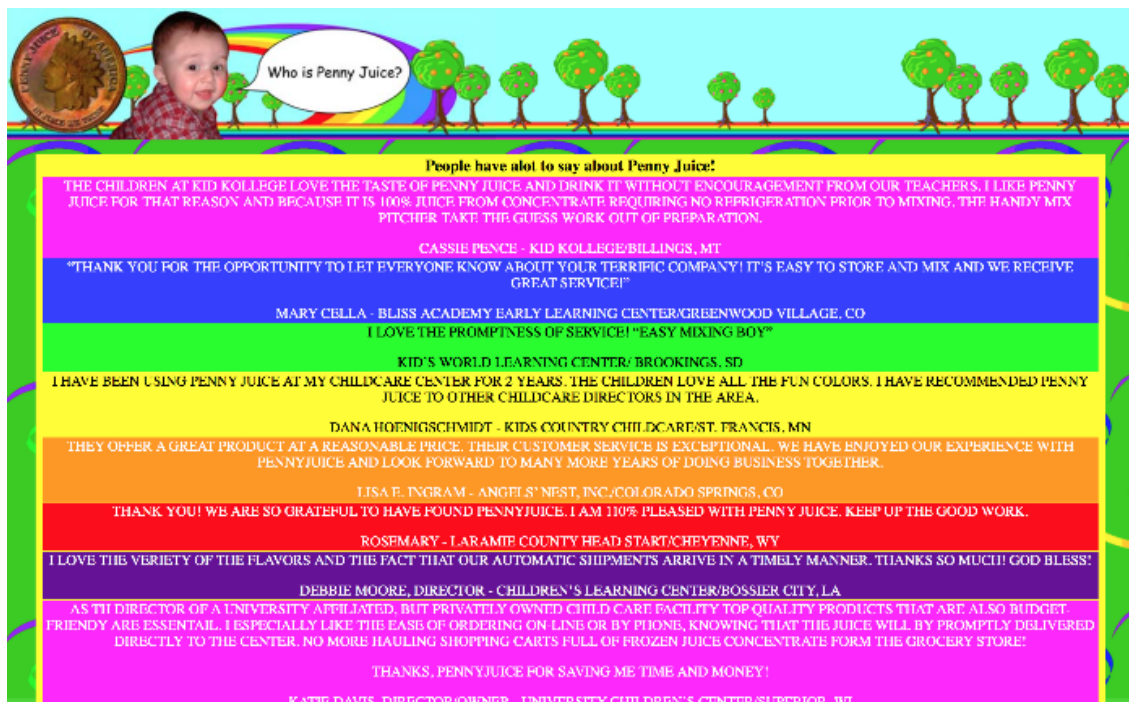 PENNY JUICE OF AMERICA
Who is Penny Juice?
People have alot to say about Penny Juice!
THE CHILDREN AT KID KOLLEGE LOVE THE TASTE OF PENNY JUICE AND DRINK IT WITHOUT ENCOURAGEMENT FROM OUR TEACHERS. I LIKE PENNY
JUICE FOR THAT REASON AND BECAUSE IT IS 100% JUICE FROM CONCENTRATE REQUIRING NO REFRIGERATION PRIOR TO MIXING. THE HANDY MIX
PITCHER TAKE THE GUESS WORK OUT OF PREPARATION.
CASSIE PENCE - KID KOLLEGE/BILLINGS, MT
“THANK YOU FOR THE OPPORTUNITY TO LET EVERYONE KNOW ABOUT YOUR TERRIFIC COMPANY! IT’S EASY TO STORE AND MIX AND WE RECEIVE
GREAT SERVICE!”
MARY CELLA - BLISS ACADEMY EARLY LEARNING CENTER/GREENWOOD VILLAGE, CO
I LOVE THE PROMPTNESS OF SERVICE! “EASY MIXING BOY”
KID’S WORLD LEARNING CENTER/ BROOKINGS, SD
I HAVE BEEN USING PENNY JUICE AT MY CHILDCARE CENTER FOR 2 YEARS. THE CHILDREN LOVE ALL THE FUN COLORS. I HAVE RECOMMENDED PENNY
JUICE TO OTHER CHILDCARE DIRECTORS IN THE AREA.
DANA HOENIGSCHMIDT - KIDS COUNTRY CHILDCARE/ST. FRANCIS, MN
THEY OFFER A GREAT PRODUCT AT A REASONABLE PRICE. THEIR CUSTOMER SERVICE IS EXCEPTIONAL. WE HAVE ENJOYED OUR EXPERIENCE WITH
PENNYJUICE AND LOOK FORWARD TO MANY MORE YEARS OF DOING BUSINESS TOGETHER.
LISA E. INGRAM - ANGELS’ NEST, INC./COLORADO SPRINGS, CO
THANK YOU! WE ARE SO GRATEFUL TO HAVE FOUND PENNYJUICE. I AM 110% PLEASED WITH PENNY JUICE. KEEP UP THE GOOD WORK.
ROSEMARY - LARAMIE COUNTY HEAD START/CHEYENNE, WY
I LOVE THE VERIETY OF THE FLAVORS AND THE FACT THAT OUR AUTOMATIC SHIPMENTS ARRIVE IN A TIMELY MANNER. THANKS SO MUCH! GOD BLESS!
DEBBIE MOORE, DIRECTOR - CHILDREN’S LEARNING CENTER/BOSSIER CITY, LA
AS TH DIRECTOR OF A UNIVERSITY AFFILIATED, BUT PRIVATELY OWNED CHILD CARE FACILITY TOP QUALITY PRODUCTS THAT ARE ALSO BUDGET-
FRIENDY ARE ESSENTAIL. I ESPECIALLY LIKE THE EASE OF ORDERING ON-LINE OR BY PHONE, KNOWING THAT THE JUICE WILL BY PROMPTLY DELIVERED
DIRECTLY TO THE CENTER. NO MORE HAULING SHOPPING CARTS FULL OF FROZEN JUICE CONCENTRATE FORM THE GROCERY STORE!
THANKS, PENNYJUICE FOR SAVING ME TIME AND MONEY!
KATIE DAVIS, DIRECTOR/OWNER - UNIVERSITY CHILDREN’S CENTER/SUPERIOR, WI